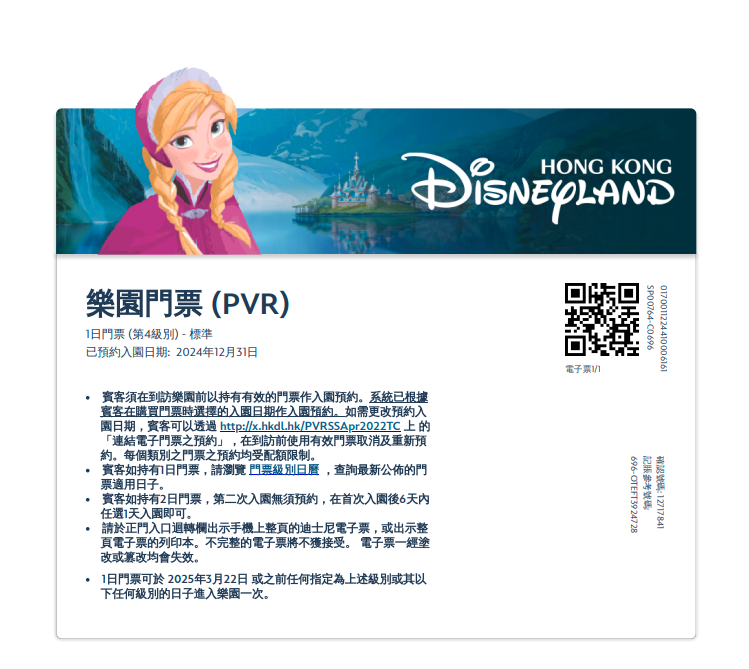 HONG KONG
DISNEYLAND
樂園門票 (PVR)
1日門票 (第4級別) - 標準
已預約入園日期: 2024年12月31日
0170011224410006161
SP00764-C0696
電子票1/1
• 賓客須在到訪樂園前以持有有效的門票作入園預約。系統已根據
賓客在購買門票時選擇的入園日期作入園預約。如需更改預約入
園日期，賓客可以透過 http://x.hkdl.hk/PVRSSApr2022TC 上 的
「連結電子門票之預約」，在到訪前使用有效門票取消及重新預
約。每個類別之門票之預約均受配額限制。
• 賓客如持有1日門票，請瀏覽 門票級別日曆 ，查詢最新公佈的門
票適用日子。
• 賓客如持有2日門票，第二次入園無須預約，在首次入園後6天內
任選1天入園即可。
• 請於正門入口迴轉欄出示手機上整頁的迪士尼電子票，或出示整
頁電子票的列印本。不完整的電子票將不獲接受。 電子票一經塗
改或篡改均會失效。
• 1日門票可於 2025年3月22日 或之前任何指定為上述級別或其以
下任何級別的日子進入樂園一次。
確認號碼: 12717841
記賬參考號碼:
696-OTEFT3924728